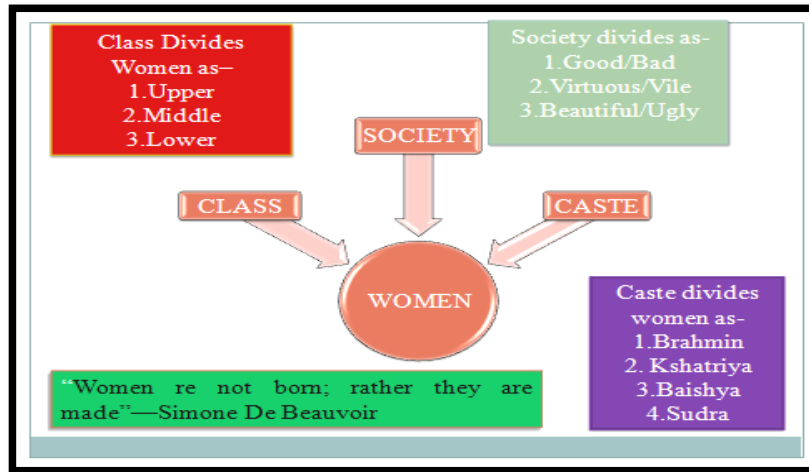 Class Divides
Women as–
1.Upper
2.Middle
3.Lower
Society divides as-
1.Good/Bad
2.Virtuous/Vile
3.Beautiful/Ugly
SOCIETY
CLASS
CASTE
WOMEN
Caste divides
women as-
1.Brahmin
2. Kshatriya
3.Baishya
4.Sudra
“Women re not born; rather they are
made”—Simone De Beauvoir